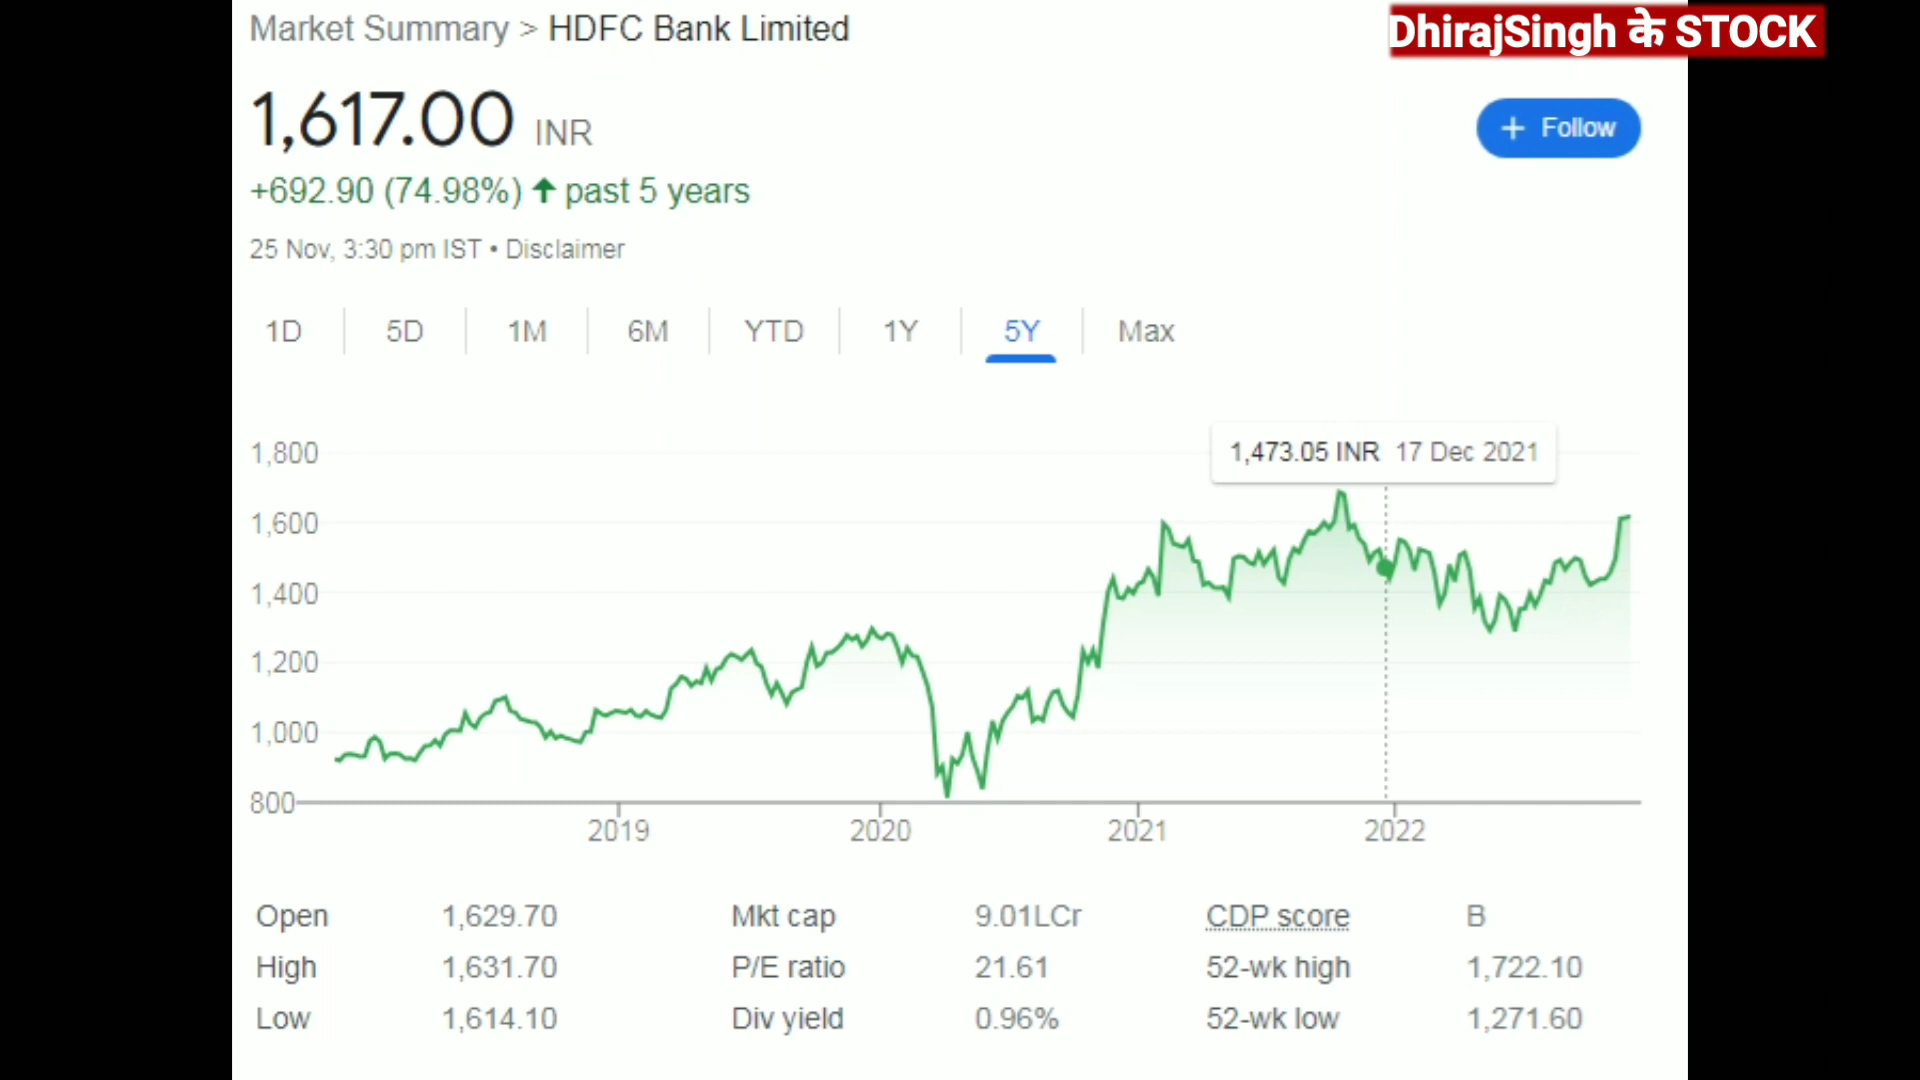 Market Summary > HDFC Bank Limited
DhirajSingh के STOCK
1,617.00 INR
+ Follow
+692.90 (74.98%) ↑ past 5 years
25 Nov, 3:30 pm IST • Disclaimer
1D 5D 1M 6M YTD 1Y 5Y Max
1,473.05 INR 17 Dec 2021
1,800
1,600
1,400
1,200
1,000
800
2019 2020 2021 2022
Open 1,629.70 Mkt cap 9.01LCr CDP score B
High 1,631.70 P/E ratio 21.61 52-wk high 1,722.10
Low 1,614.10 Div yield 0.96% 52-wk low 1,271.60